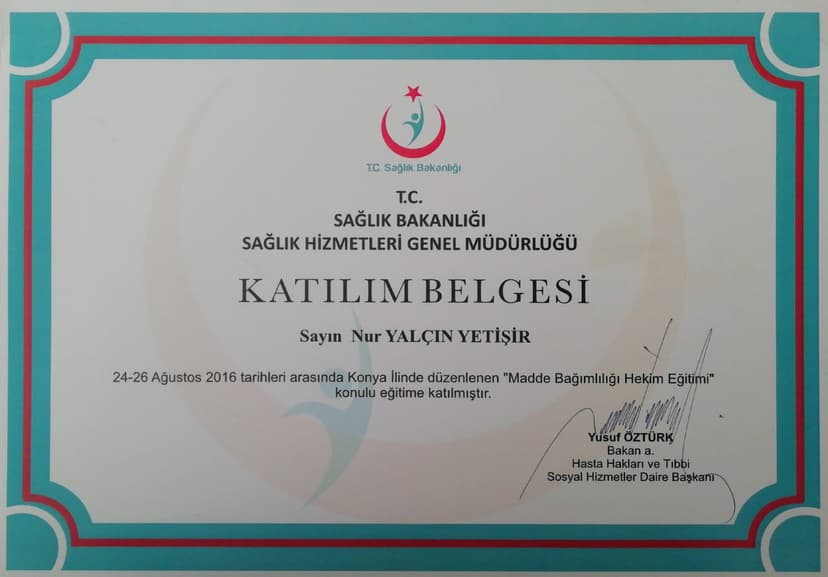 T.C. Sağlık Bakanlığı
T.C.
SAĞLIK BAKANLIĞI
SAĞLIK HİZMETLERİ GENEL MÜDÜRLÜĞÜ
KATILIM BELGESİ
Sayın Nur YALÇIN YETİŞİR
24-26 Ağustos 2016 tarihleri arasında Konya İlinde düzenlenen "Madde Bağımlılığı Hekim Eğitimi"
konulu eğitime katılmıştır.
Yusuf ÖZTÜRK
Bakan a.
Hasta Hakları ve Tıbbi
Sosyal Hizmetler Daire Başkanı